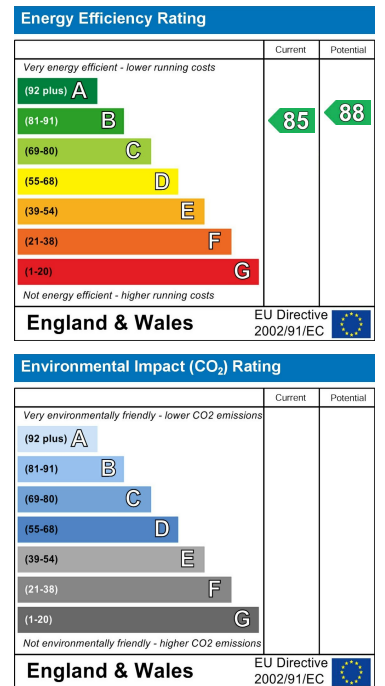 Energy Efficiency Rating
Current Potential
Very energy efficient - lower running costs
(92 plus) A
(81-91) B
85 88
(69-80) C
(55-68) D
(39-54) E
(21-38) F
(1-20) G
Not energy efficient - higher running costs
England & Wales
EU Directive
2002/91/EC
Environmental Impact (CO₂) Rating
Current Potential
Very environmentally friendly - lower CO2 emissions
(92 plus) A
(81-91) B
(69-80) C
(55-68) D
(39-54) E
(21-38) F
(1-20) G
Not environmentally friendly - higher CO2 emissions
England & Wales
EU Directive
2002/91/EC